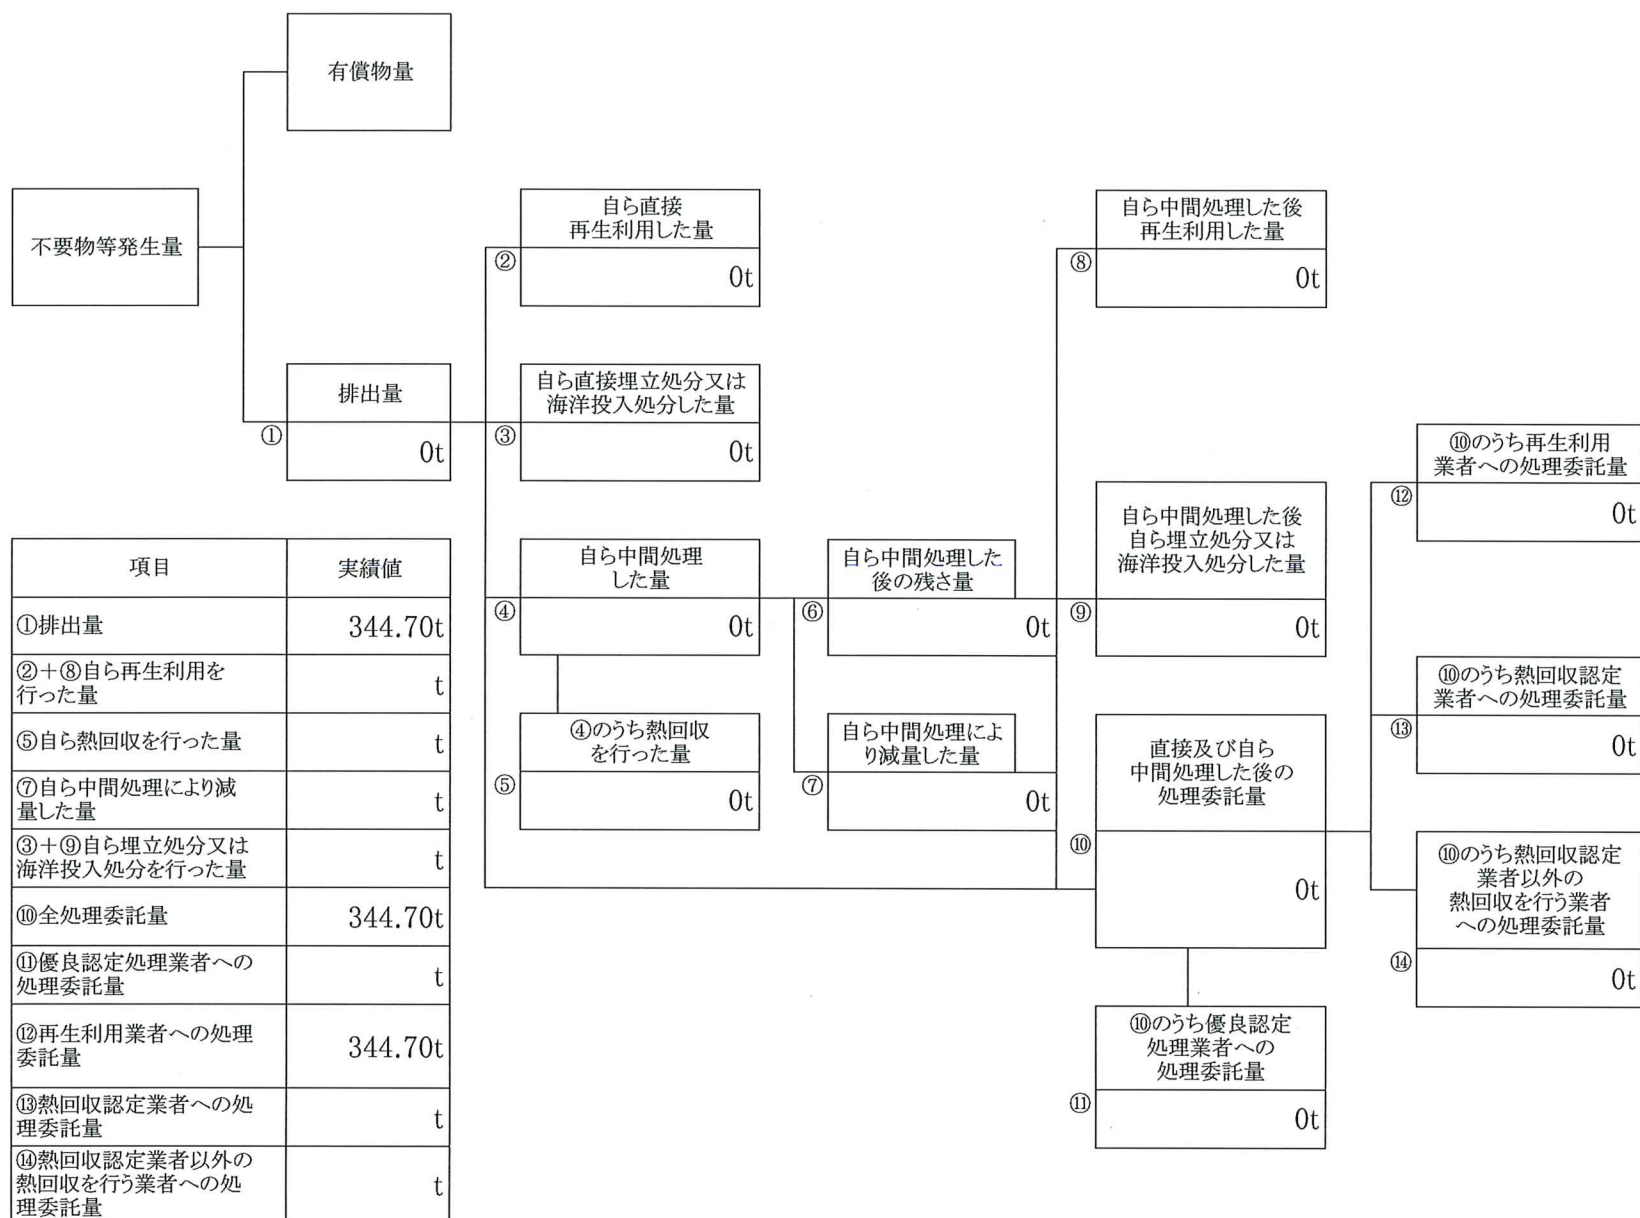 有償物量
不要物等発生量
自ら直接
再生利用した量
②
0t
自ら中間処理した後
再生利用した量
⑧
0t
排出量
①
0t
自ら直接埋立処分又は
海洋投入処分した量
③
0t
⑩のうち再生利用
業者への処理委託量
⑫
0t
自ら中間処理
した量
④
0t
自ら中間処理した
後の残さ量
⑥
0t
自ら中間処理した後
自ら埋立処分又は
海洋投入処分した量
⑨
0t
⑩のうち熱回収認定
業者への処理委託量
⑬
0t
④のうち熱回収
を行った量
⑤
0t
自ら中間処理によ
り減量した量
⑦
0t
直接及び自ら
中間処理した後の
処理委託量
⑩
0t
⑩のうち熱回収認定
業者以外の
熱回収を行う業者
への処理委託量
⑭
0t
⑩のうち優良認定
処理業者への
処理委託量
⑪
0t
項目 実績値
①排出量 344.70t
②+⑧自ら再生利用を
行った量 t
⑤自ら熱回収を行った量 t
⑦自ら中間処理により減
量した量 t
③+⑨自ら埋立処分又は
海洋投入処分を行った量 t
⑩全処理委託量 344.70t
⑪優良認定処理業者への
処理委託量 t
⑫再生利用業者への処理
委託量 344.70t
⑬熱回収認定業者への処
理委託量 t
⑭熱回収認定業者以外の
熱回収を行う業者への処
理委託量 t